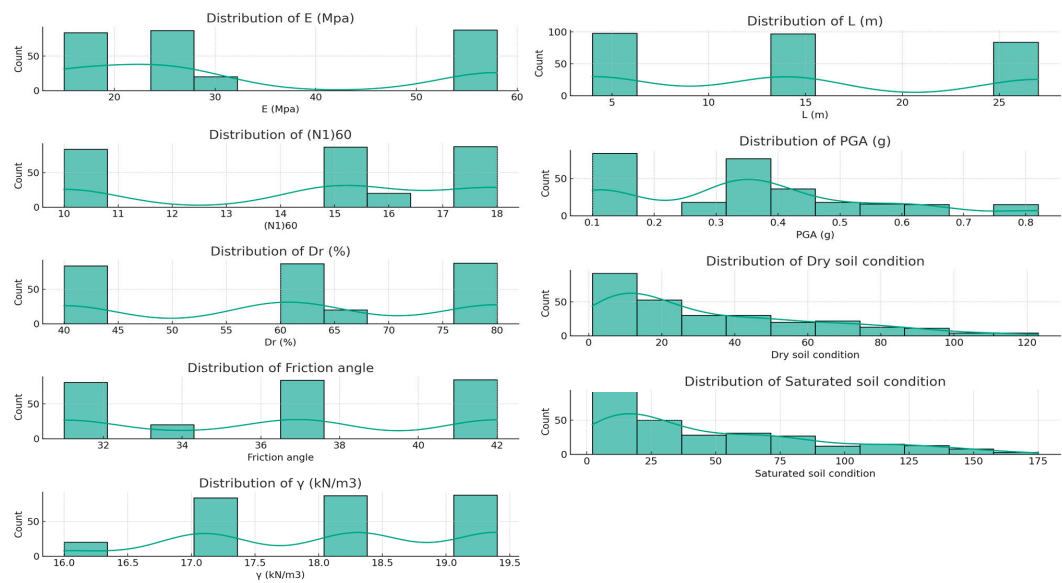 Distribution of E (Mpa)
Count
50
0
20 30 40 50 60
E (Mpa)
Distribution of (N1)60
Count
50
0
10 11 12 13 14 15 16 17 18
(N1)60
Distribution of Dr (%)
Count
50
0
40 45 50 55 60 65 70 75 80
Dr (%)
Distribution of Friction angle
Count
50
0
32 34 36 38 40 42
Friction angle
Distribution of γ (kN/m3)
Count
50
0
16.0 16.5 17.0 17.5 18.0 18.5 19.0 19.5
γ (kN/m3)
Distribution of L (m)
Count
100
50
0
5 10 15 20 25
L (m)
Distribution of PGA (g)
Count
50
0
0.1 0.2 0.3 0.4 0.5 0.6 0.7 0.8
PGA (g)
Distribution of Dry soil condition
Count
50
0
0 20 40 60 80 100 120
Dry soil condition
Distribution of Saturated soil condition
Count
50
0
0 25 50 75 100 125 150 175
Saturated soil condition